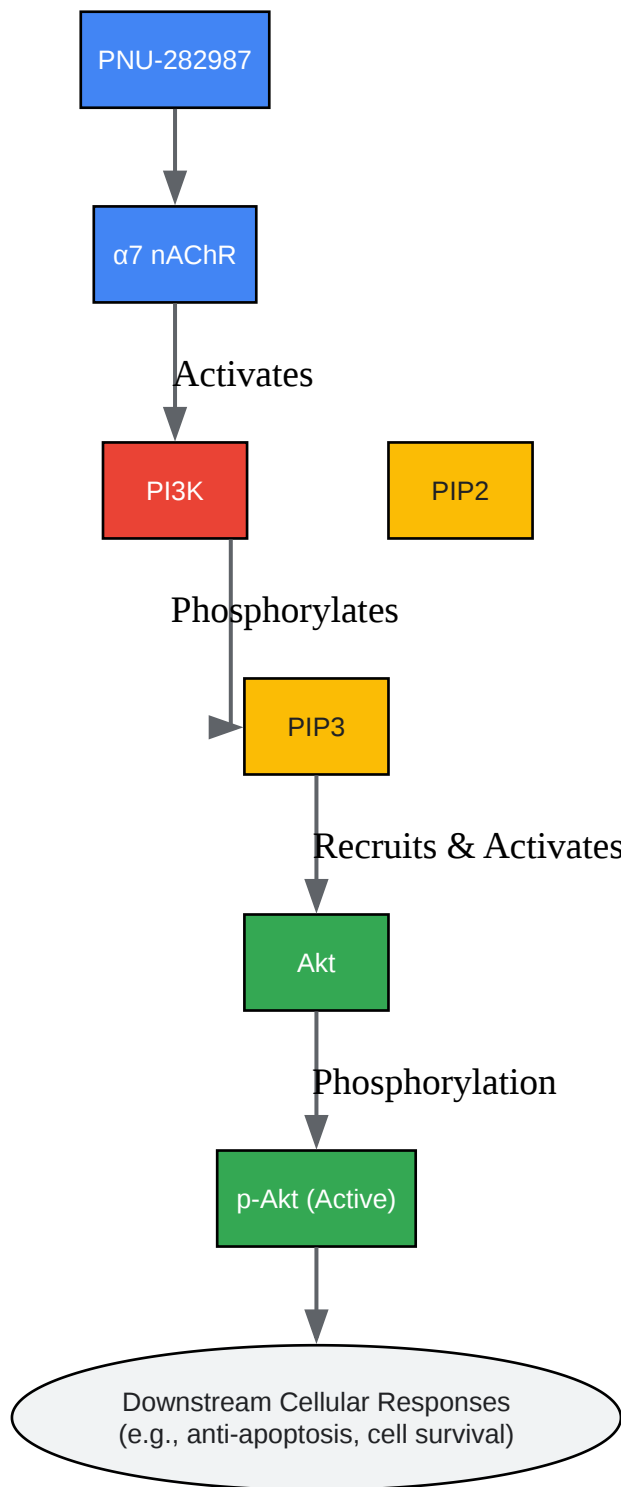 PNU-282987
α7 nAChR
Activates
PI3K
PIP2
Phosphorylates
PIP3
Recruits & Activates
Akt
Phosphorylation
p-Akt (Active)
Downstream Cellular Responses
(e.g., anti-apoptosis, cell survival)